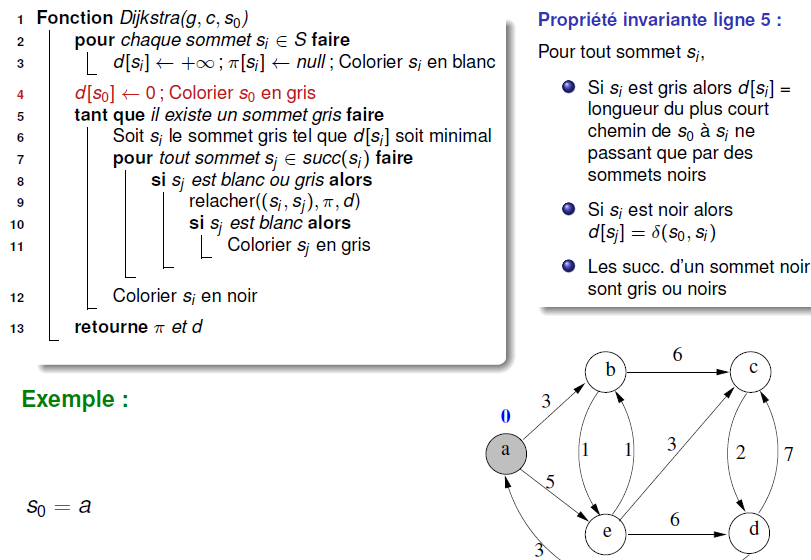 1 Fonction Dijkstra(g, c, s₀)
2 pour chaque sommet sᵢ ∈ S faire
3 d[sᵢ] ← +∞ ; π[sᵢ] ← null ; Colorier sᵢ en blanc
4 d[s₀] ← 0 ; Colorier s₀ en gris
5 tant que il existe un sommet gris faire
6 Soit sᵢ le sommet gris tel que d[sᵢ] soit minimal
7 pour tout sommet sⱼ ∈ succ(sᵢ) faire
8 si sⱼ est blanc ou gris alors
9 relacher((sᵢ, sⱼ), π, d)
10 si sⱼ est blanc alors
11 Colorier sⱼ en gris
12 Colorier sᵢ en noir
13 retourne π et d
Propriété invariante ligne 5 :
Pour tout sommet sᵢ,
Si sᵢ est gris alors d[sᵢ] =
longueur du plus court
chemin de s₀ à sᵢ ne
passant que par des
sommets noirs
Si sᵢ est noir alors
d[sⱼ] = δ(s₀, sᵢ)
Les succ. d'un sommet noir
sont gris ou noirs
Exemple :
s₀ = a
0
a
b
c
d
e
3
6
5
1
1
3
2
7
6
3